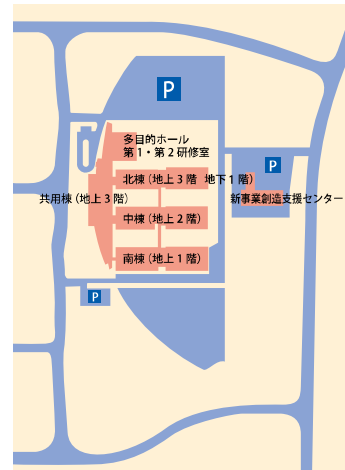 P
多目的ホール
第1・第2研修室
P
北棟（地上3階　地下1階）
共用棟（地上3階）
新事業創造支援センター
中棟（地上2階）
南棟（地上1階）
P